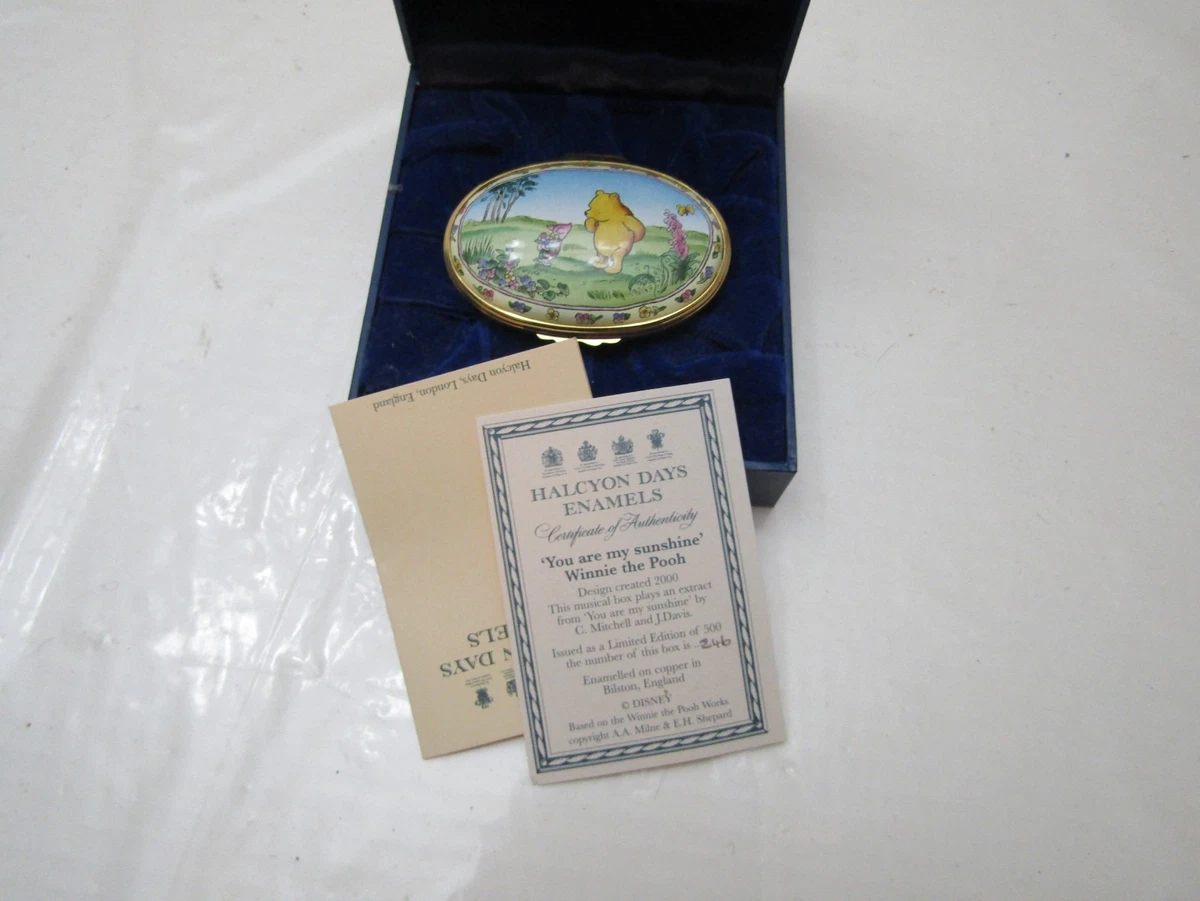 Halcyon Days, London, England
N DAYS
ELS
HALCYON DAYS
ENAMELS
Certificate of Authenticity
‘You are my sunshine’
Winnie the Pooh
Design created 2000
This musical box plays an extract
from ‘You are my sunshine’ by
C. Mitchell and J.Davis.
Issued as a Limited Edition of 500
the number of this box is 246
Enamelled on copper in
Bilston, England
© DISNEY
Based on the Winnie the Pooh Works
copyright A.A. Milne & E.H. Shepard